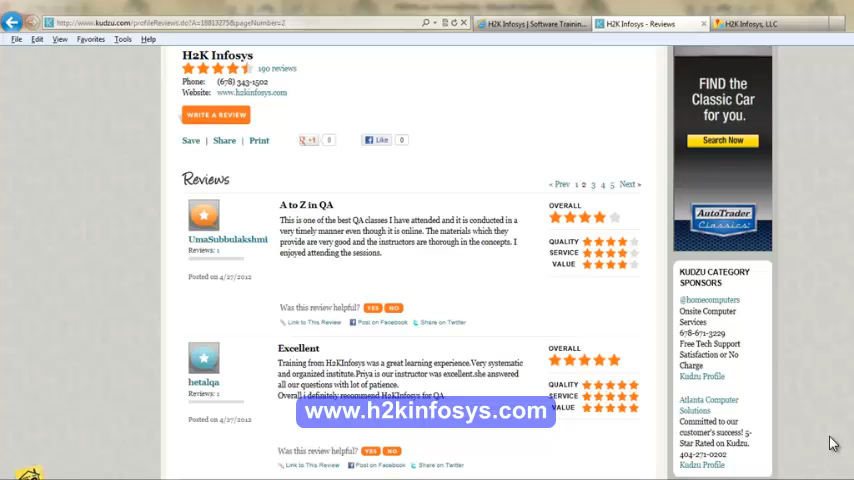 http://www.kudzu.com/profileReviews.do?A=18813275&pageNumber=2
H2K Infosys | Software Trainin...
H2K Infosys - Reviews
H2K Infosys, LLC
File Edit View Favorites Tools Help
H2K Infosys
190 reviews
Phone: (678) 343-1502
Website: www.h2kinfosys.com
WRITE A REVIEW
Save | Share | Print
+1 0
Like 0
Reviews
« Prev 1 2 3 4 5 Next »
A to Z in QA
This is one of the best QA classes I have attended and it is conducted in a
very timely manner even though it is online. The materials which they
provide are very good and the instructors are thorough in the concepts. I
enjoyed attending the sessions.
UmaSubbulakshmi
Reviews: 1
Posted on 4/27/2012
OVERALL
QUALITY
SERVICE
VALUE
Was this review helpful? YES NO
Link to This Review Post on Facebook Share on Twitter
Excellent
Training from H2KInfosys was a great learning experience.Very systematic
and organized institute.Priya is our instructor was excellent.she answered
all our questions with lot of patience.
Overall i definitely recommend H2KInfosys for QA
hetalqa
Reviews: 1
Posted on 4/27/2012
OVERALL
QUALITY
SERVICE
VALUE
www.h2kinfosys.com
Was this review helpful? YES NO
Link to This Review Post on Facebook Share on Twitter
FIND the
Classic Car
for you.
Search Now
AutoTrader
Classics
KUDZU CATEGORY
SPONSORS
@homecomputers
Onsite Computer
Services
678-671-3229
Free Tech Support
Satisfaction or No
Charge
Kudzu Profile
Atlanta Computer
Solutions
Committed to our
customer's success! 5-
Star Rated on Kudzu.
404-271-0202
Kudzu Profile